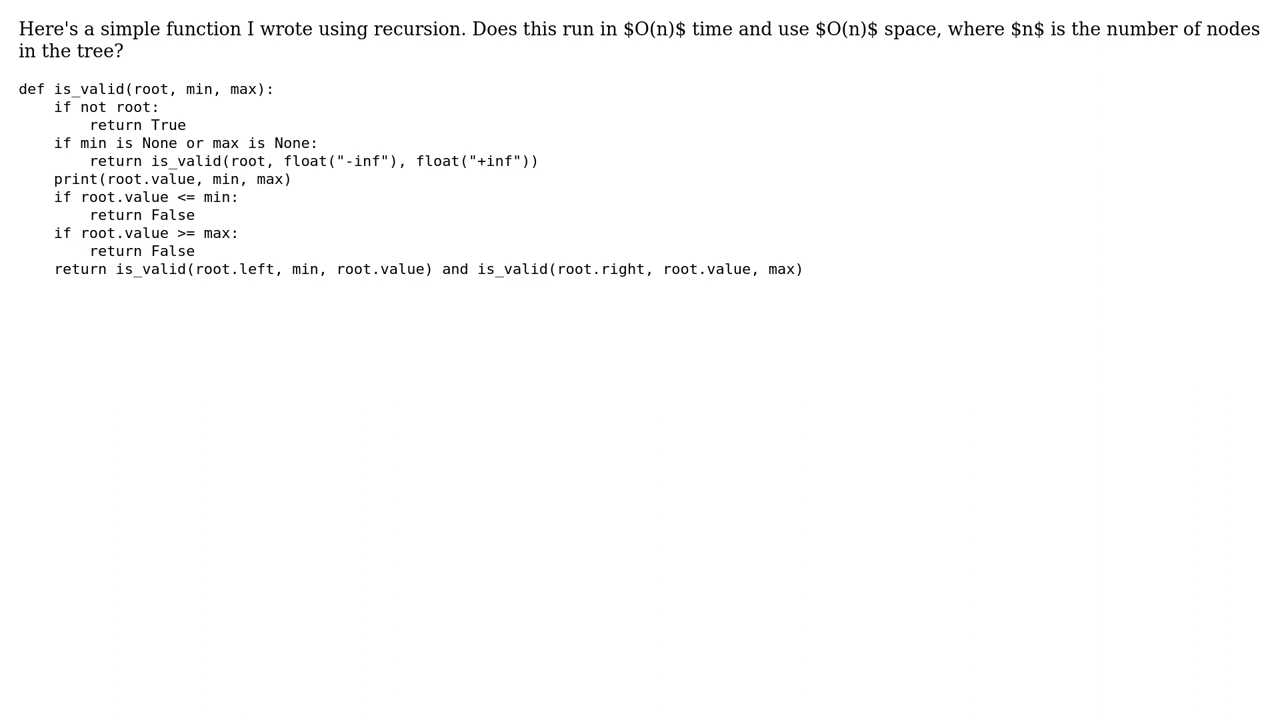 Here's a simple function I wrote using recursion. Does this run in $O(n)$ time and use $O(n)$ space, where $n$ is the number of nodes
in the tree?
def is_valid(root, min, max):
    if not root:
        return True
    if min is None or max is None:
        return is_valid(root, float("-inf"), float("+inf"))
    print(root.value, min, max)
    if root.value <= min:
        return False
    if root.value >= max:
        return False
    return is_valid(root.left, min, root.value) and is_valid(root.right, root.value, max)